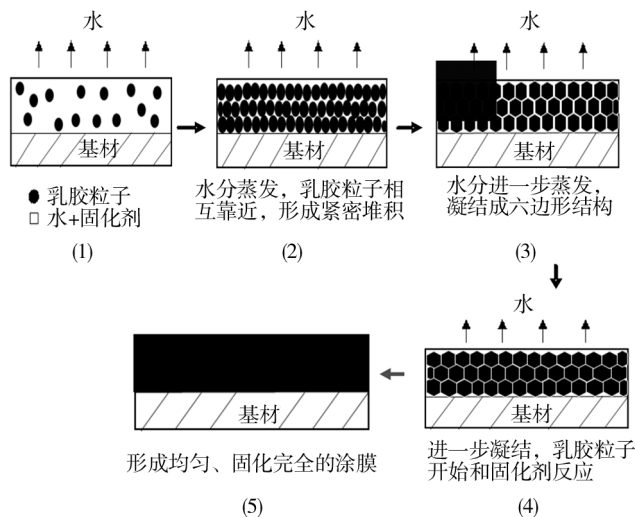 水
基材
乳胶粒子
水+固化剂
(1)
水
基材
水分蒸发，乳胶粒子相
互靠近，形成紧密堆积
(2)
水
基材
水分进一步蒸发，
凝结成六边形结构
(3)
水
基材
进一步凝结，乳胶粒子
开始和固化剂反应
(4)
基材
形成均匀、固化完全的涂膜
(5)